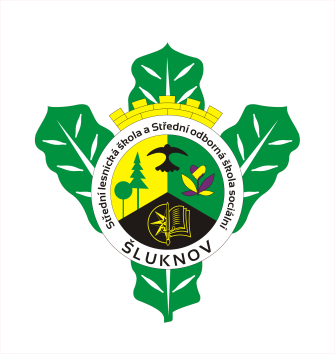 Střední lesnická škola a Střední odborná škola sociální
ŠLUKNOV